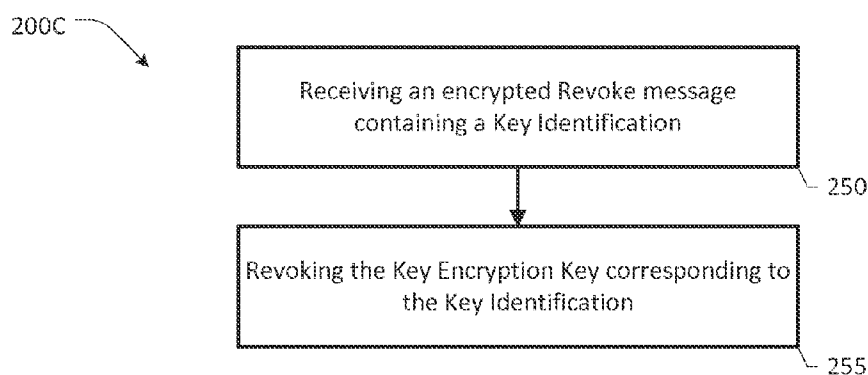 200C
Receiving an encrypted Revoke message
containing a Key Identification
250
Revoking the Key Encryption Key corresponding to
the Key Identification
255